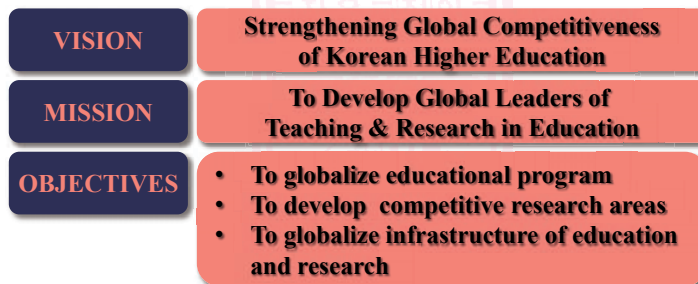 VISION
Strengthening Global Competitiveness
of Korean Higher Education
MISSION
To Develop Global Leaders of
Teaching & Research in Education
OBJECTIVES
• To globalize educational program
• To develop competitive research areas
• To globalize infrastructure of education
and research